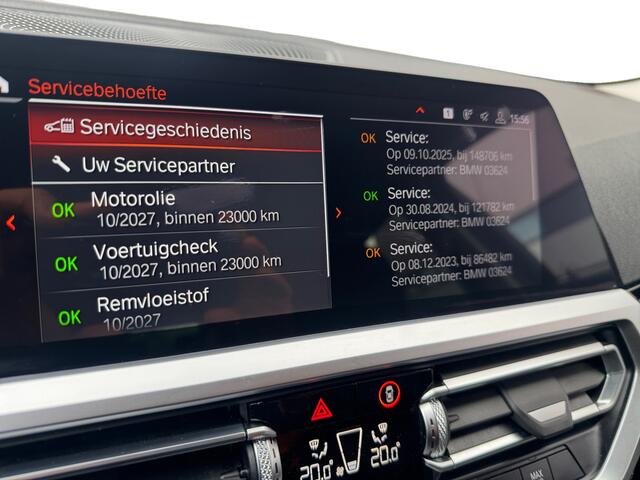 Servicebehoefte
Servicegeschiedenis
Uw Servicepartner
OK Motorolie
10/2027, binnen 23000 km
OK Voertuigcheck
10/2027, binnen 23000 km
OK Remvloeistof
10/2027
1 15:56
OK Service:
Op 09.10.2025, bij 148706 km
Servicepartner: BMW 03624
OK Service:
Op 30.08.2024, bij 121782 km
Servicepartner: BMW 03624
OK Service:
Op 08.12.2023, bij 86482 km
Servicepartner: BMW 03624
20.0° 20.0°
MAX